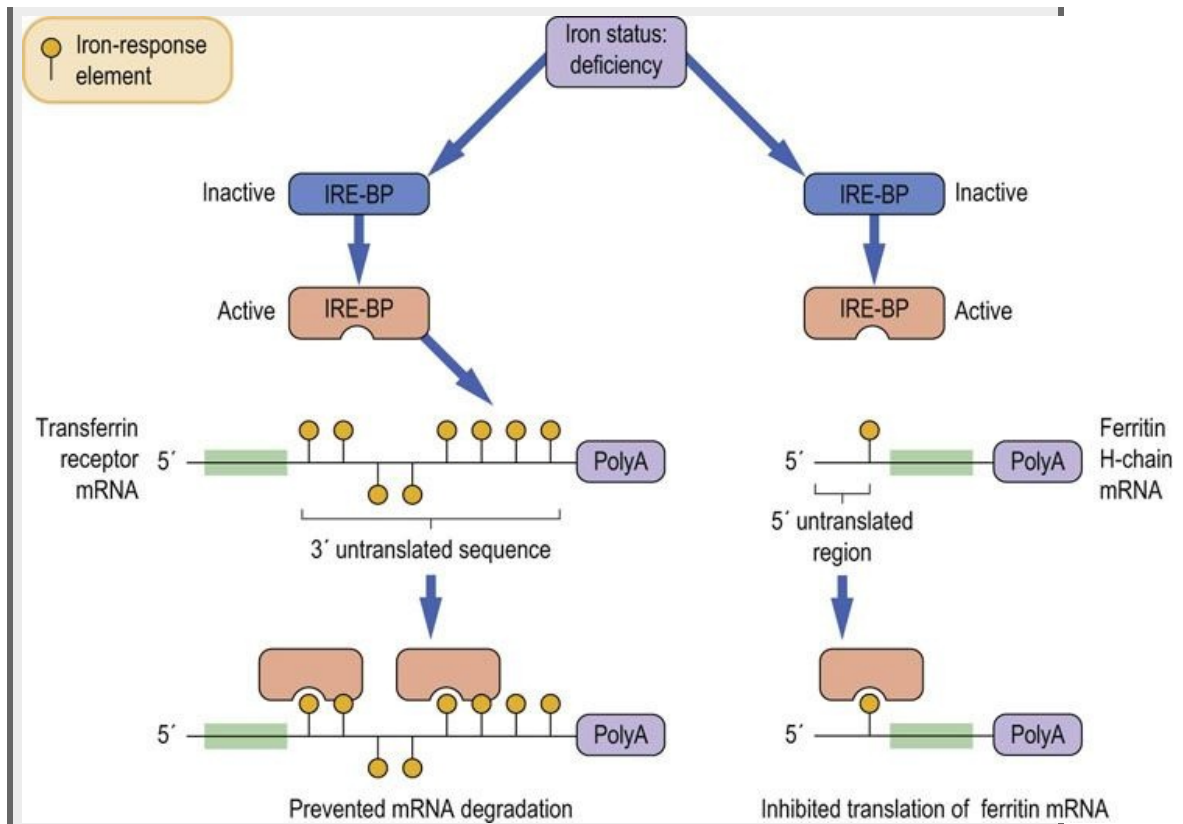 Iron-response
element
Iron status:
deficiency
Inactive
IRE-BP
IRE-BP
Inactive
Active
IRE-BP
IRE-BP
Active
Transferrin
receptor
mRNA
5′
PolyA
3′ untranslated sequence
5′
PolyA
Ferritin
H-chain
mRNA
5′ untranslated
region
5′
PolyA
5′
PolyA
Prevented mRNA degradation
Inhibited translation of ferritin mRNA